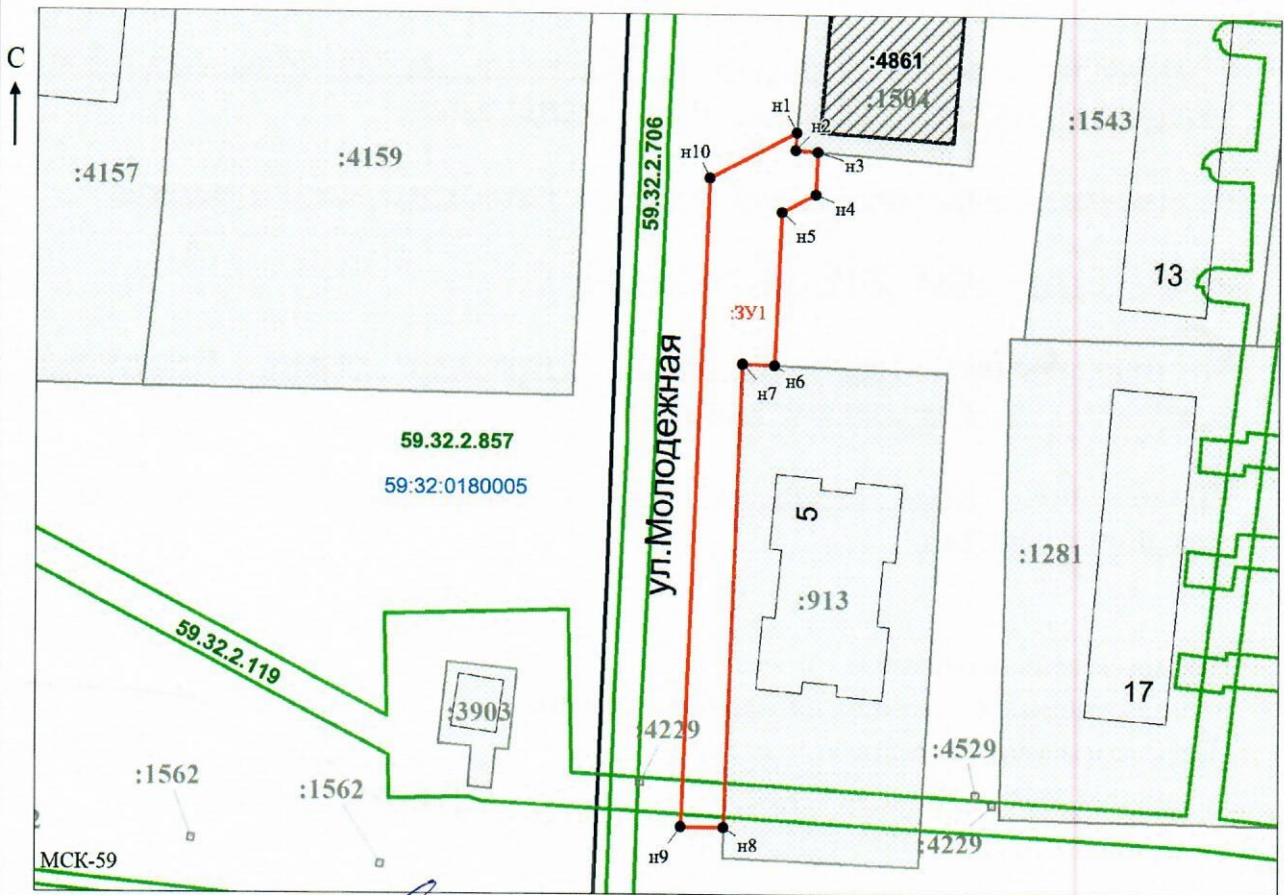 С
:4861
:1504
н1
н2
н3
:1543
59.32.2.706
:4157
:4159
н10
н4
н5
13
:ЗУ1
ул.Молодежная
н7
н6
59.32.2.857
59:32:0180005
5
:1281
:913
59.32.2.119
:3903
17
:4229
:4529
:1562
:1562
:4229
н9
н8
МСК-59